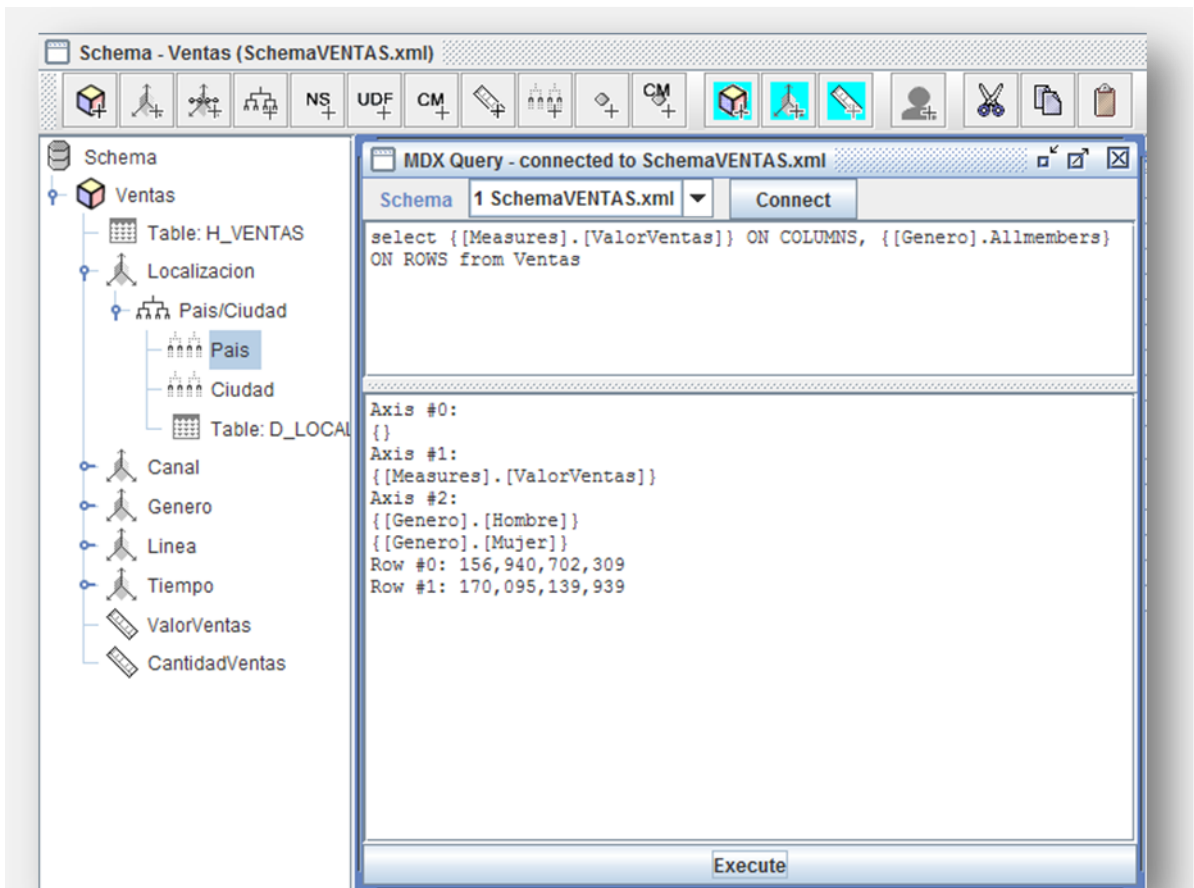 Schema - Ventas (SchemaVENTAS.xml)
NS UDF CM CM
Schema
Ventas
Table: H_VENTAS
Localizacion
Pais/Ciudad
Pais
Ciudad
Table: D_LOCAL
Canal
Genero
Linea
Tiempo
ValorVentas
CantidadVentas
MDX Query - connected to SchemaVENTAS.xml
Schema 1 SchemaVENTAS.xml Connect
select {[Measures].[ValorVentas]} ON COLUMNS, {[Genero].Allmembers}
ON ROWS from Ventas
Axis #0:
{}
Axis #1:
{[Measures].[ValorVentas]}
Axis #2:
{[Genero].[Hombre]}
{[Genero].[Mujer]}
Row #0: 156,940,702,309
Row #1: 170,095,139,939
Execute